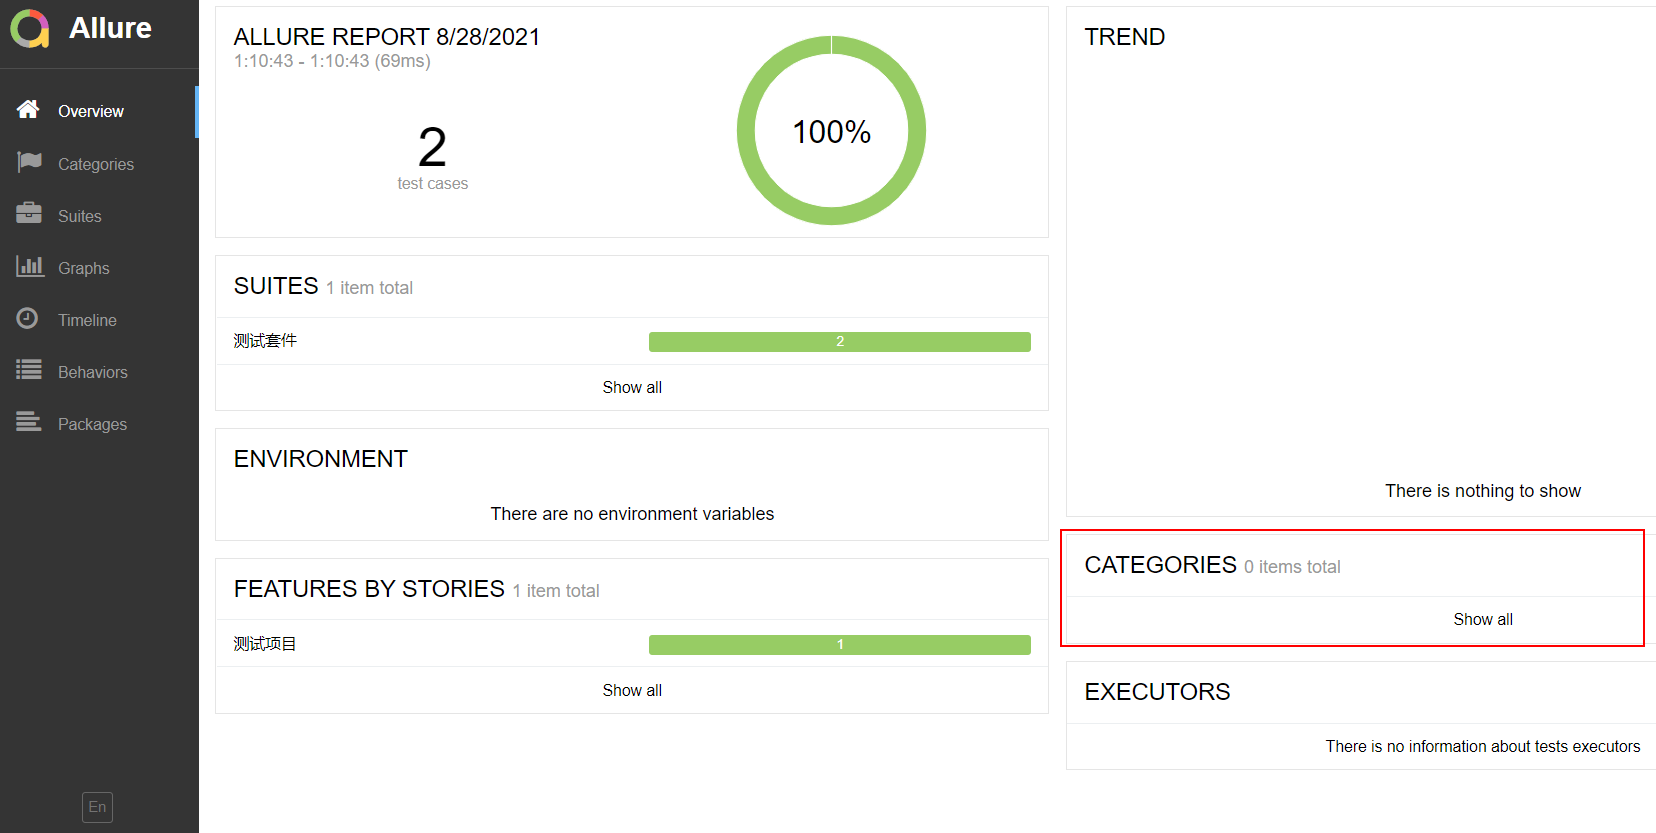 Allure
Overview
Categories
Suites
Graphs
Timeline
Behaviors
Packages
En
ALLURE REPORT 8/28/2021
1:10:43 - 1:10:43 (69ms)
2
test cases
100%
SUITES 1 item total
测试套件 2
Show all
ENVIRONMENT
There are no environment variables
FEATURES BY STORIES 1 item total
测试项目 1
Show all
TREND
There is nothing to show
CATEGORIES 0 items total
Show all
EXECUTORS
There is no information about tests executors